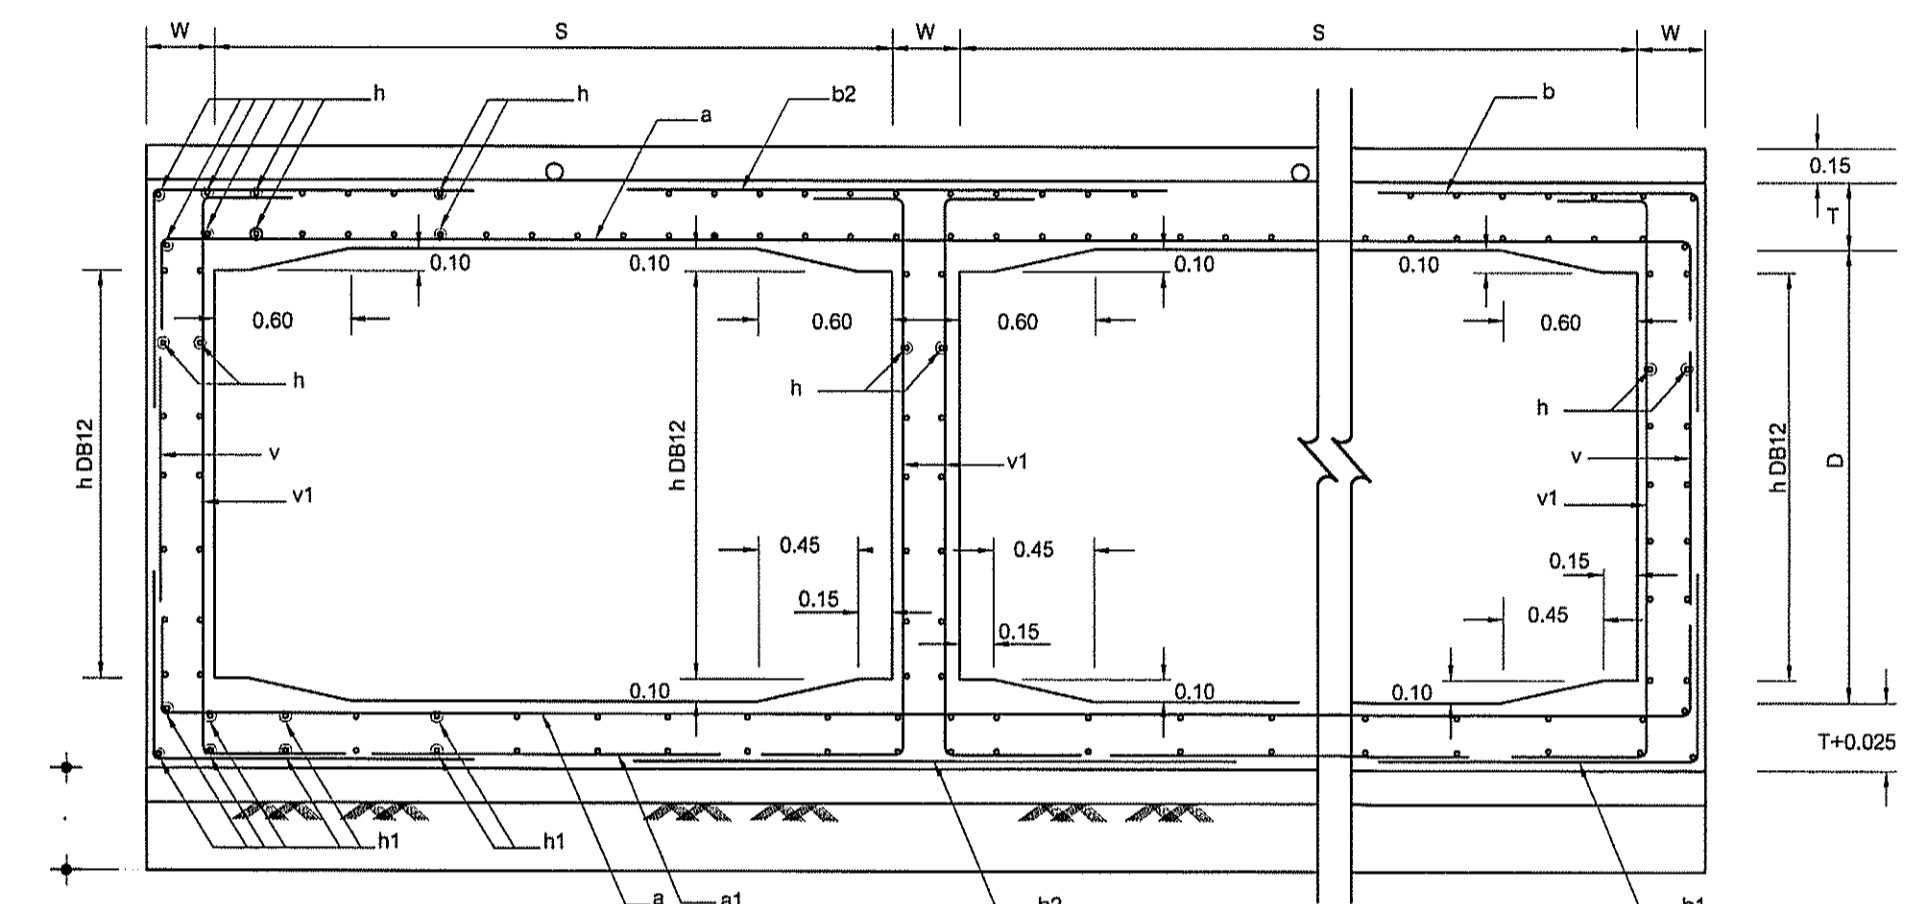 W S W S W
h h b2 b
a
0.15
T
0.10 0.10 0.10 0.10
0.60 0.60 0.60 0.60
h h h
h DB12 h DB12 h DB12 D
v v1 v
v1 v1
0.45 0.45
0.15 0.15
0.15 0.45
0.10 0.10 0.10
T+0.025
h1 h1
a a1